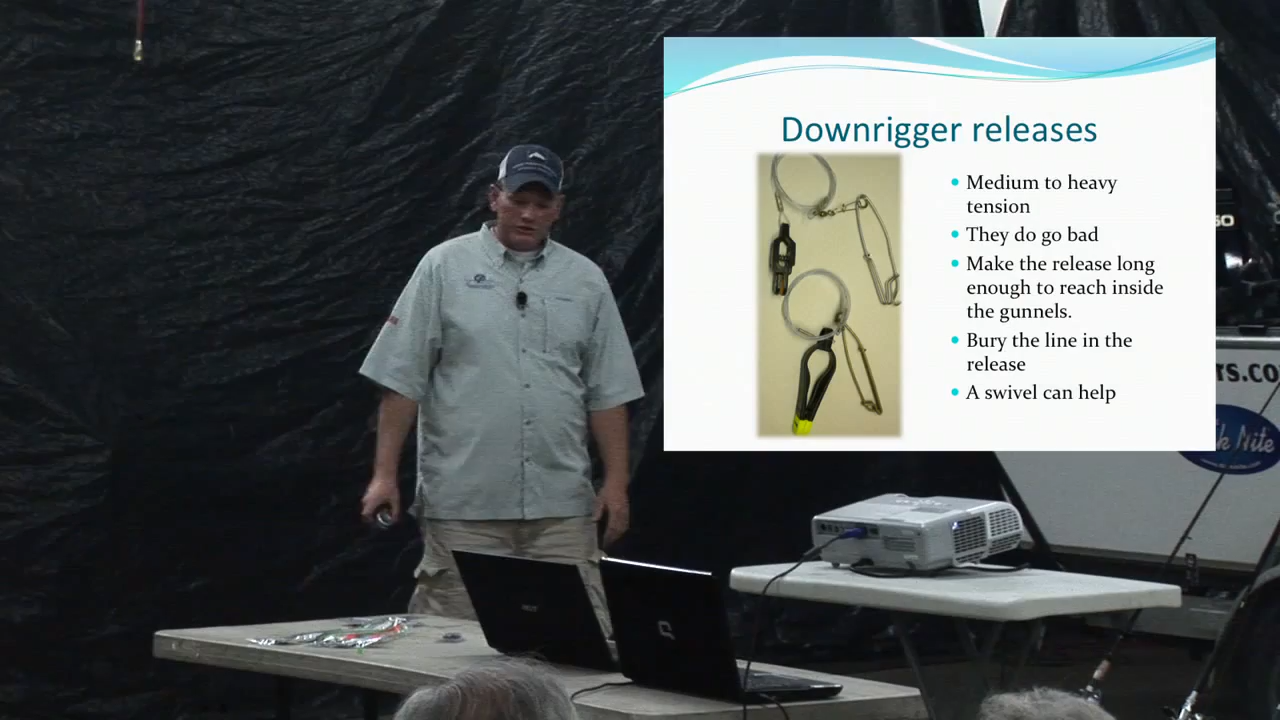 Downrigger releases
Medium to heavy
tension
They do go bad
Make the release long
enough to reach inside
the gunnels.
Bury the line in the
release
A swivel can help
Nite